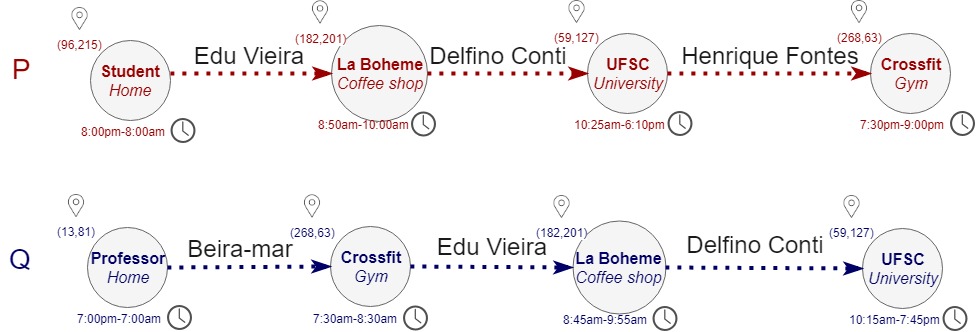 (96,215)
(182,201)
(59,127)
(268,63)
P
Edu Vieira
Delfino Conti
Henrique Fontes
Student
Home
La Boheme
Coffee shop
UFSC
University
Crossfit
Gym
8:00pm-8:00am
8:50am-10:00am
10:25am-6:10pm
7:30pm-9:00pm
(13,81)
(268,63)
(182,201)
(59,127)
Q
Beira-mar
Edu Vieira
Delfino Conti
Professor
Home
Crossfit
Gym
La Boheme
Coffee shop
UFSC
University
7:00pm-7:00am
7:30am-8:30am
8:45am-9:55am
10:15am-7:45pm